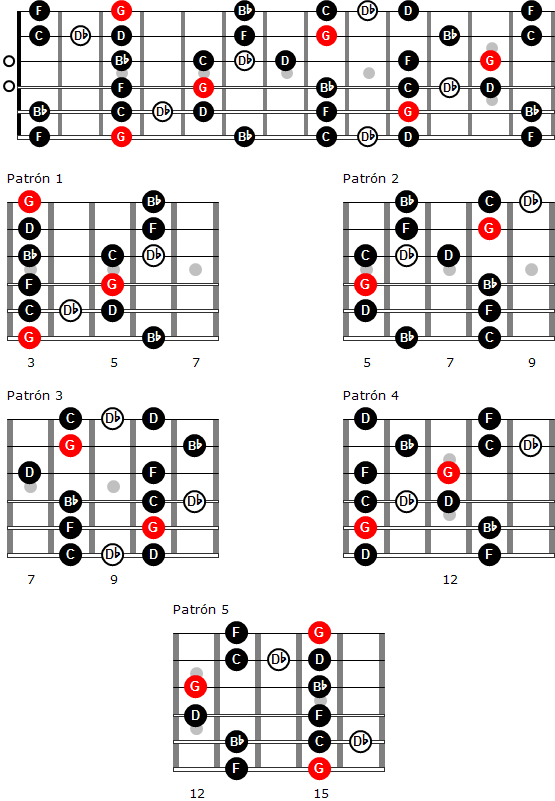 F G B♭ C D♭ D F
C D♭ D F G B♭ C
B♭ C D♭ D F G
F G B♭ C D♭ D
B♭ C D♭ D F G B♭
F G B♭ C D♭ D F
Patrón 1
G B♭
D F
B♭ C D♭
F G
C D♭ D
G B♭
3 5 7
Patrón 2
B♭ C D♭
F G
C D♭ D
G B♭
D F
B♭ C
5 7 9
Patrón 3
C D♭ D
G B♭
D F
B♭ C D♭
F G
C D♭ D
7 9
Patrón 4
D F
B♭ C D♭
F G
C D♭ D
G B♭
D F
12
Patrón 5
F G
C D♭ D
G B♭
D F
B♭ C D♭
F G
12 15